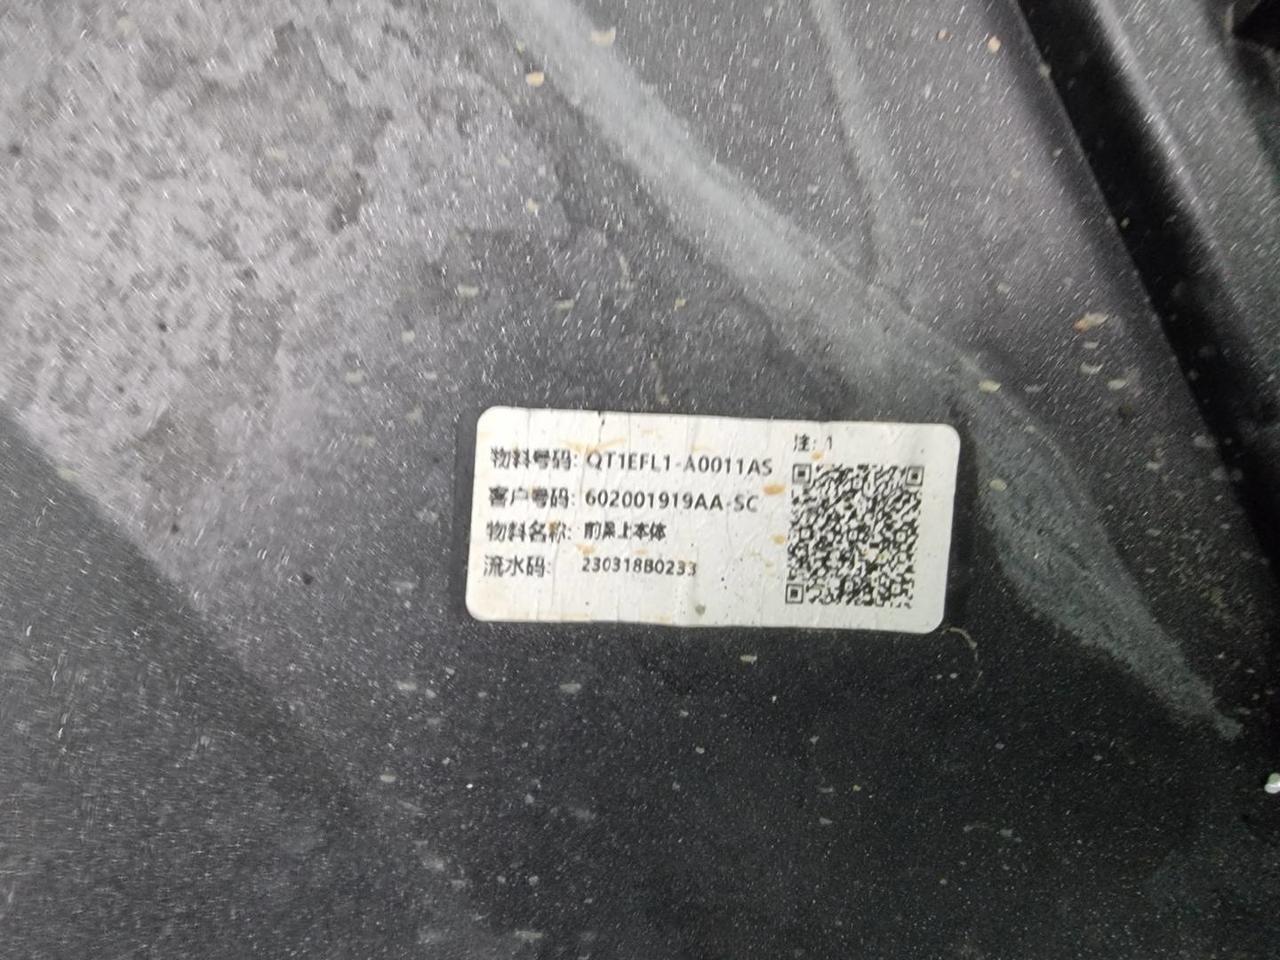 注: 1
物料号码: QT1EFL1-A0011AS
客户号码: 602001919AA-SC
物料名称: 前保上本体
流水码: 230318B0233